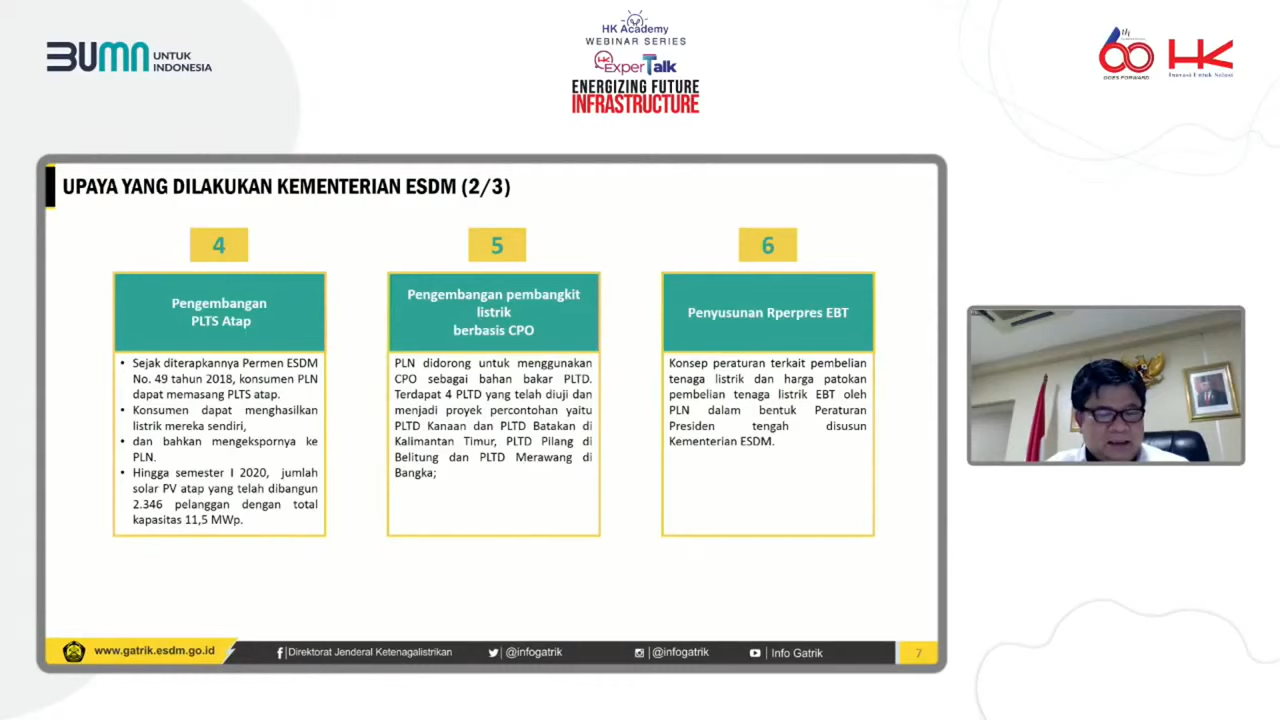 BUMN UNTUK
INDONESIA
HK Academy
WEBINAR SERIES
HK
ExperTalk
ENERGIZING FUTURE
INFRASTRUCTURE
60th
GOES FORWARD
HK
Inovasi Untuk Solusi
UPAYA YANG DILAKUKAN KEMENTERIAN ESDM (2/3)
4
Pengembangan
PLTS Atap
• Sejak diterapkannya Permen ESDM
No. 49 tahun 2018, konsumen PLN
dapat memasang PLTS atap.
• Konsumen dapat menghasilkan
listrik mereka sendiri,
• dan bahkan mengekspornya ke
PLN.
• Hingga semester I 2020, jumlah
solar PV atap yang telah dibangun
2.346 pelanggan dengan total
kapasitas 11,5 MWp.
5
Pengembangan pembangkit
listrik
berbasis CPO
PLN didorong untuk menggunakan
CPO sebagai bahan bakar PLTD.
Terdapat 4 PLTD yang telah diuji dan
menjadi proyek percontohan yaitu
PLTD Kanaan dan PLTD Batakan di
Kalimantan Timur, PLTD Pilang di
Belitung dan PLTD Merawang di
Bangka;
6
Penyusunan Rperpres EBT
Konsep peraturan terkait pembelian
tenaga listrik dan harga patokan
pembelian tenaga listrik EBT oleh
PLN dalam bentuk Peraturan
Presiden tengah disusun
Kementerian ESDM.
www.gatrik.esdm.go.id
|Direktorat Jenderal Ketenagalistrikan
| @infogatrik
| @infogatrik
| Info Gatrik
7